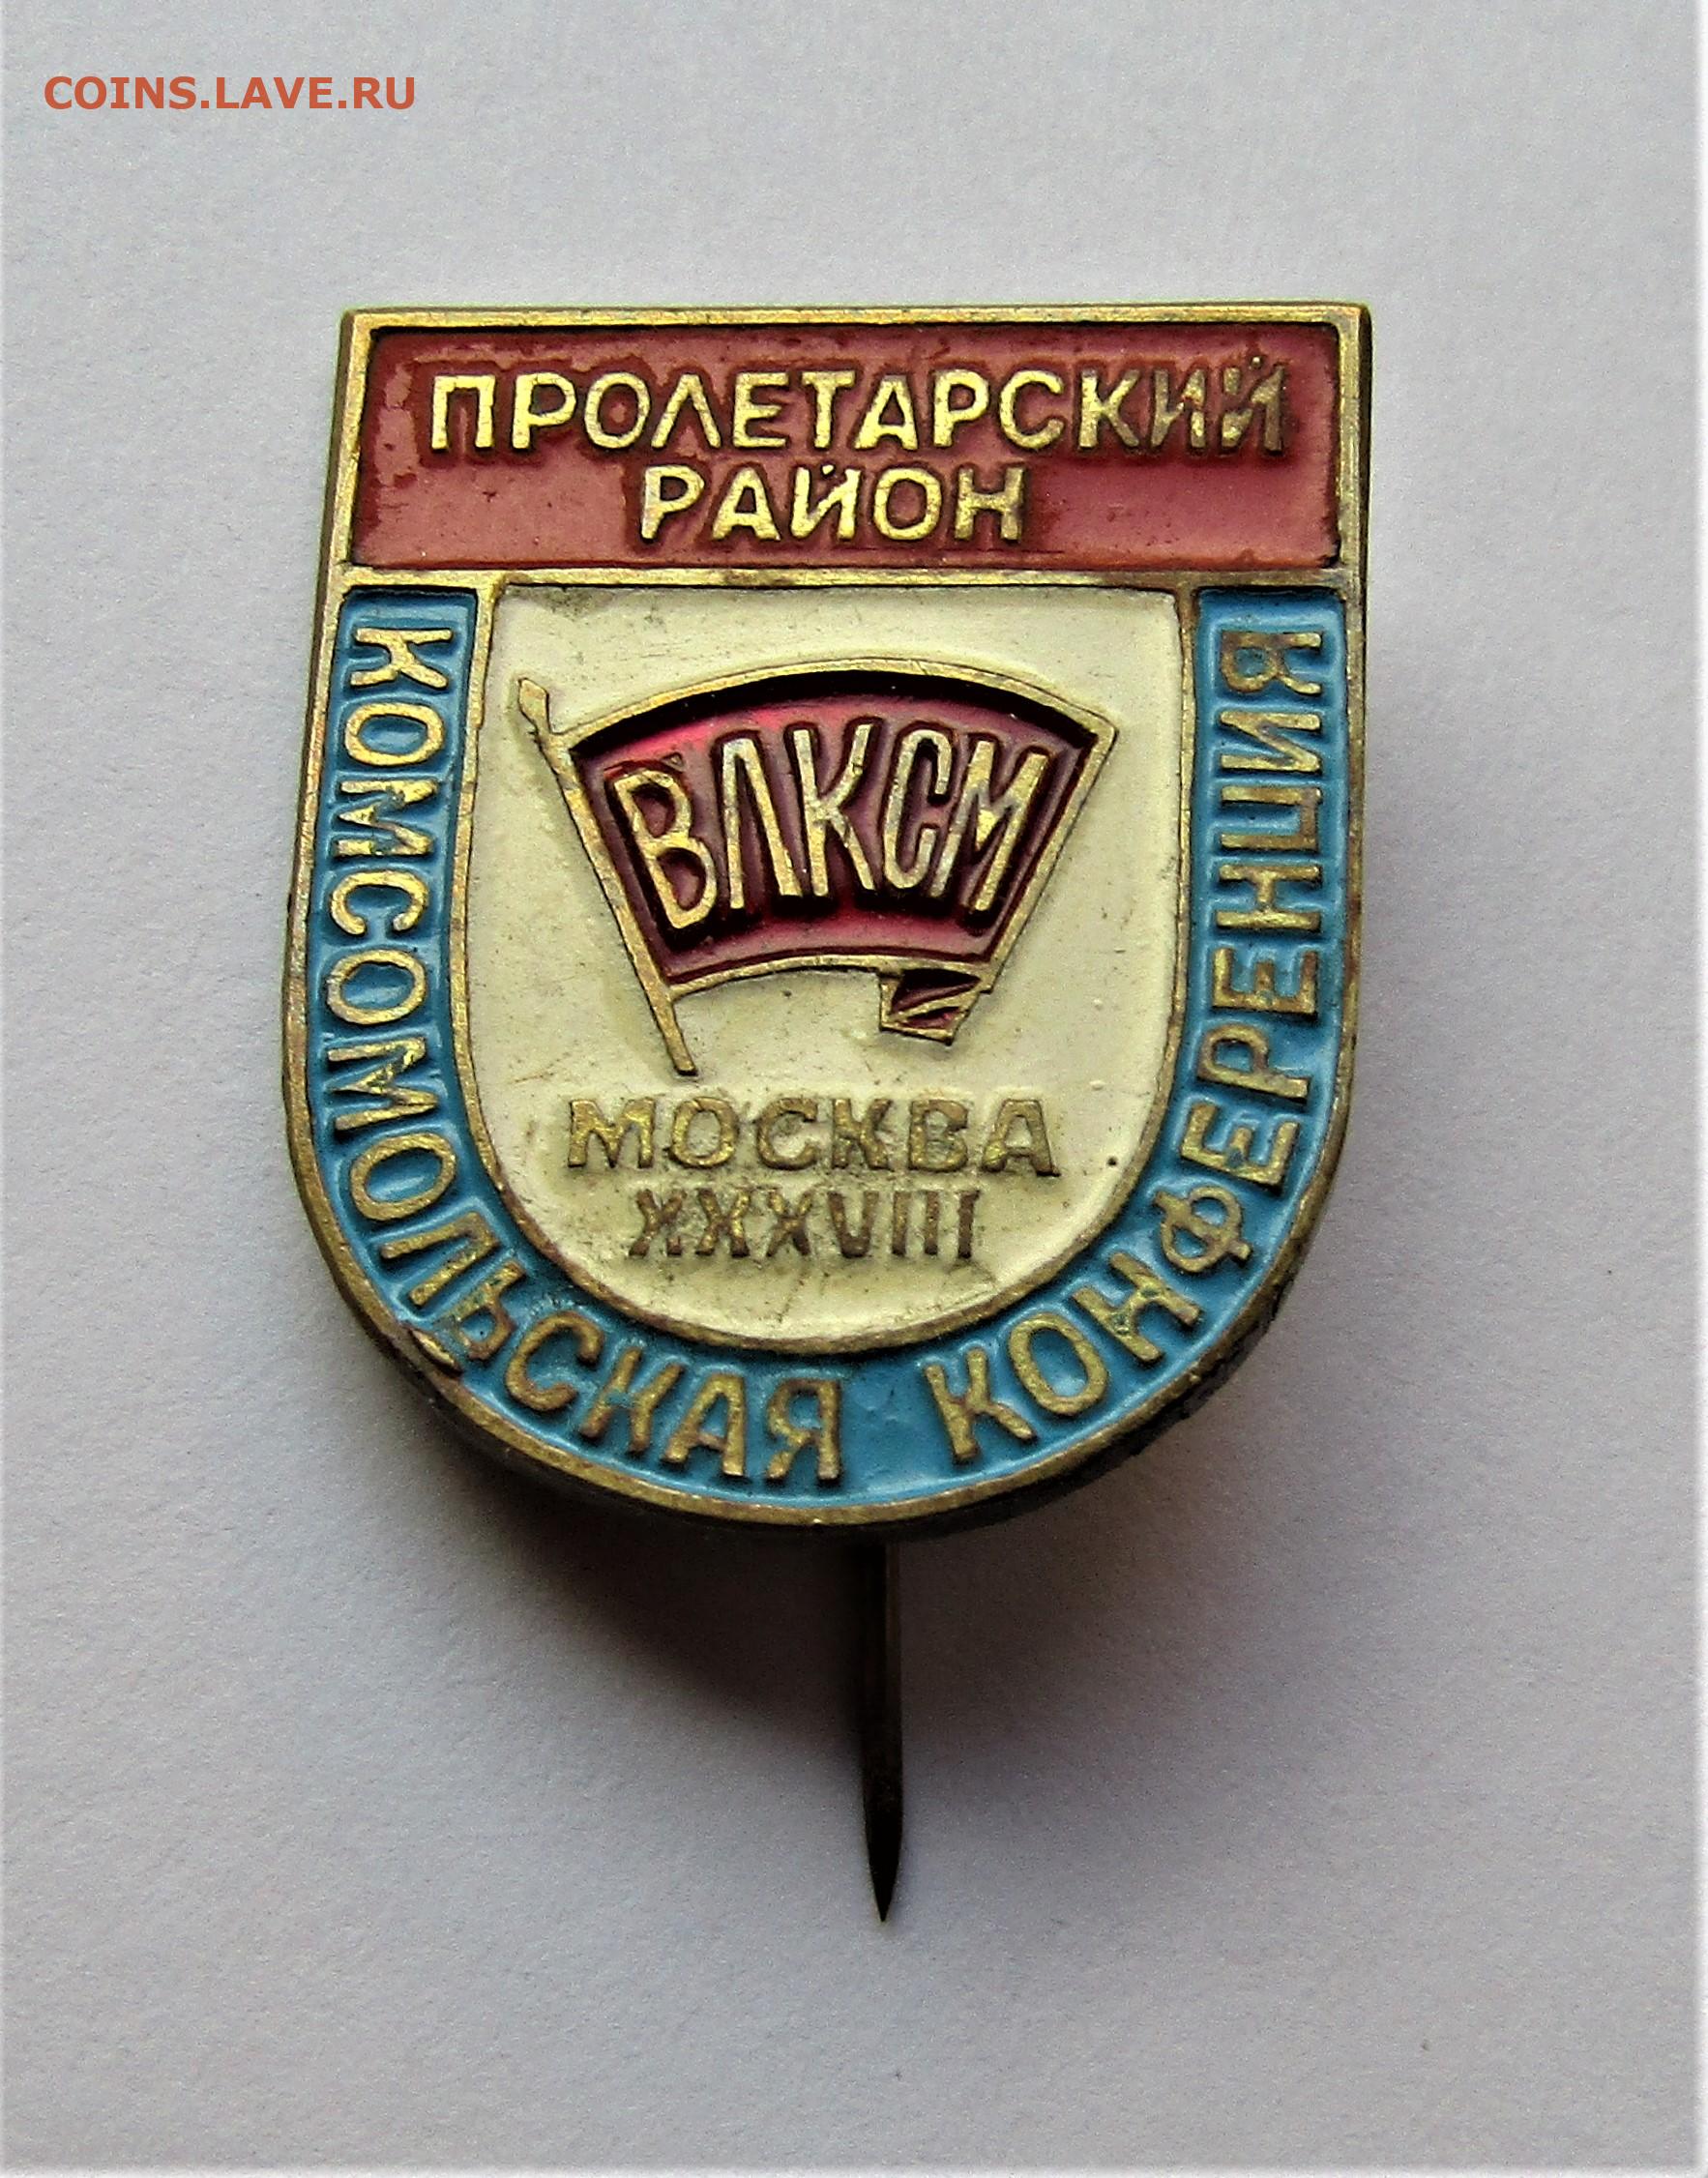 COINS.LAVE.RU
ПРОЛЕТАРСКИЙ
РАЙОН
ВЛКСМ
МОСКВА
XXXVIII
КОМСОМОЛЬСКАЯ КОНФЕРЕНЦИЯ